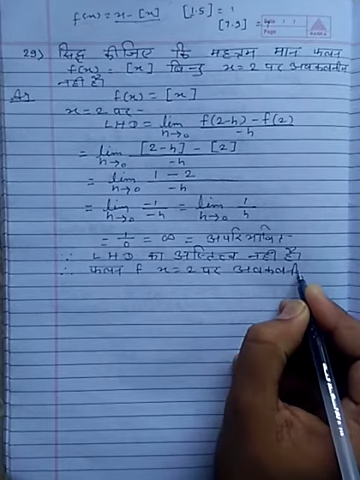 f(x) = x - [x] [1.5] = 1
[7.9] = 7
29) सिद्ध कीजिए कि महत्तम मान फलन
f(x) = [x] बिन्दु x = 2 पर अवकलनीय
नहीं है।
f(x) = [x]
x = 2 पर -
LHD = lim h→0 f(2-h) - f(2) / -h
= lim h→0 [2-h] - [2] / -h
= lim h→0 1 - 2 / -h
= lim h→0 -1 / -h = lim h→0 1 / h
= 1/0 = ∞ = अपरिभाषित
∵ LHD का अस्तित्व नहीं है।
∴ फलन f x = 2 पर अवकलनी